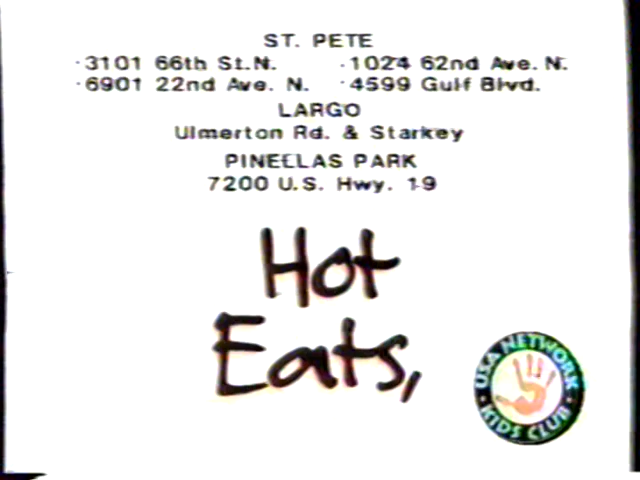 ST. PETE
·3101 66th St. N. ·1024 62nd Ave. N.
·6901 22nd Ave. N. ·4599 Gulf Blvd.
LARGO
Ulmerton Rd. & Starkey
PINELLAS PARK
7200 U.S. Hwy. 19
Hot
Eats,
USA NETWORK
KIDS CLUB